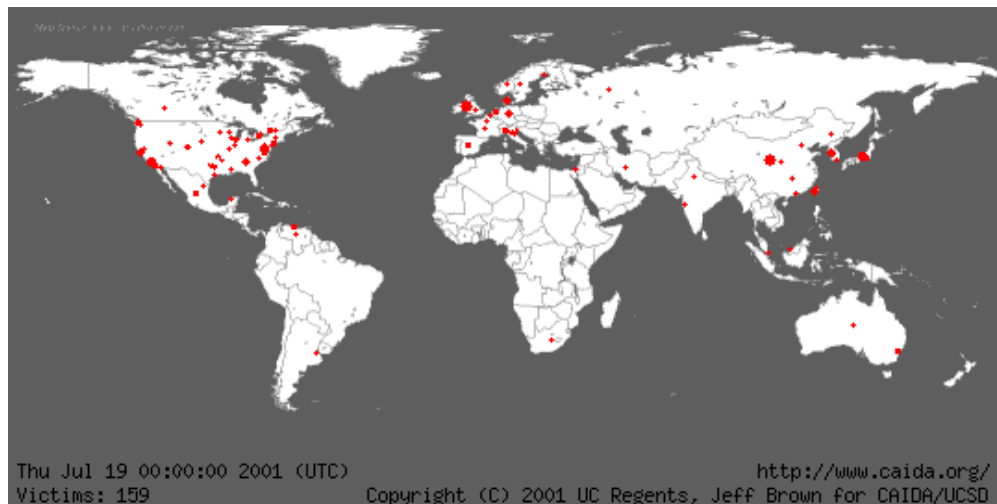 Thu Jul 19 00:00:00 2001 (UTC)
http://www.caida.org/
Victims: 159
Copyright (C) 2001 UC Regents, Jeff Brown for CAIDA/UCSD